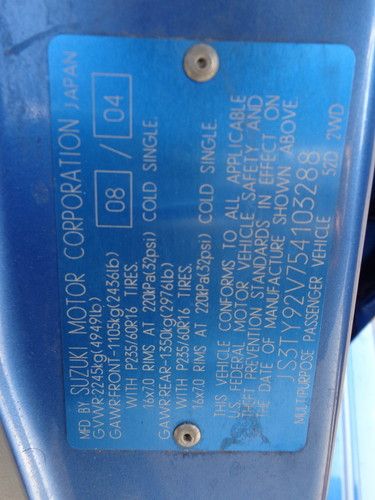 MFD BY SUZUKI MOTOR CORPORATION JAPAN
GVWR 2245kg(4949lb) 08 / 04
GAWR:FRONT-1105kg(2436lb)
WITH P235/60R16 TIRES.
16x7.0 RIMS AT 220kPa(32psi) COLD SINGLE.
GAWR:REAR-1350kg(2976lb)
WITH P235/60R16 TIRES.
16x7.0 RIMS AT 220kPa(32psi) COLD SINGLE.
THIS VEHICLE CONFORMS TO ALL APPLICABLE
U.S. FEDERAL MOTOR VEHICLE SAFETY AND
THEFT PREVENTION STANDARDS IN EFFECT ON
THE DATE OF MANUFACTURE SHOWN ABOVE
JS3TY92V754103288
MULTIPURPOSE PASSENGER VEHICLE 52D 2WD